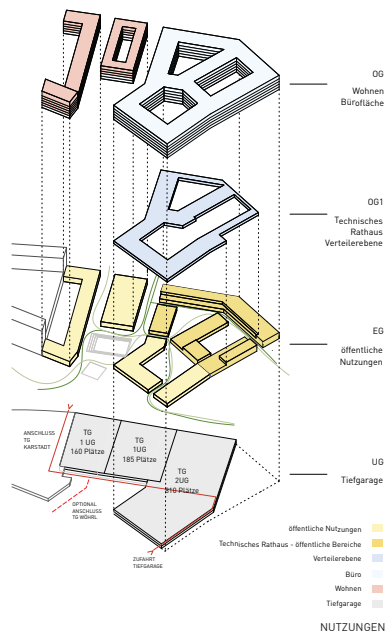 OG
Wohnen
Bürofläche
OG1
Technisches
Rathaus
Verteilerebene
EG
öffentliche
Nutzungen
ANSCHLUSS
TG
KARSTADT
TG
1 UG
160 Plätze
TG
1UG
185 Plätze
TG
2UG
810 Plätze
UG
Tiefgarage
OPTIONAL
ANSCHLUSS
TG WÖHRL
ZUFAHRT
TIEFGARAGE
öffentliche Nutzungen
Technisches Rathaus - öffentliche Bereiche
Verteilerebene
Büro
Wohnen
Tiefgarage
NUTZUNGEN